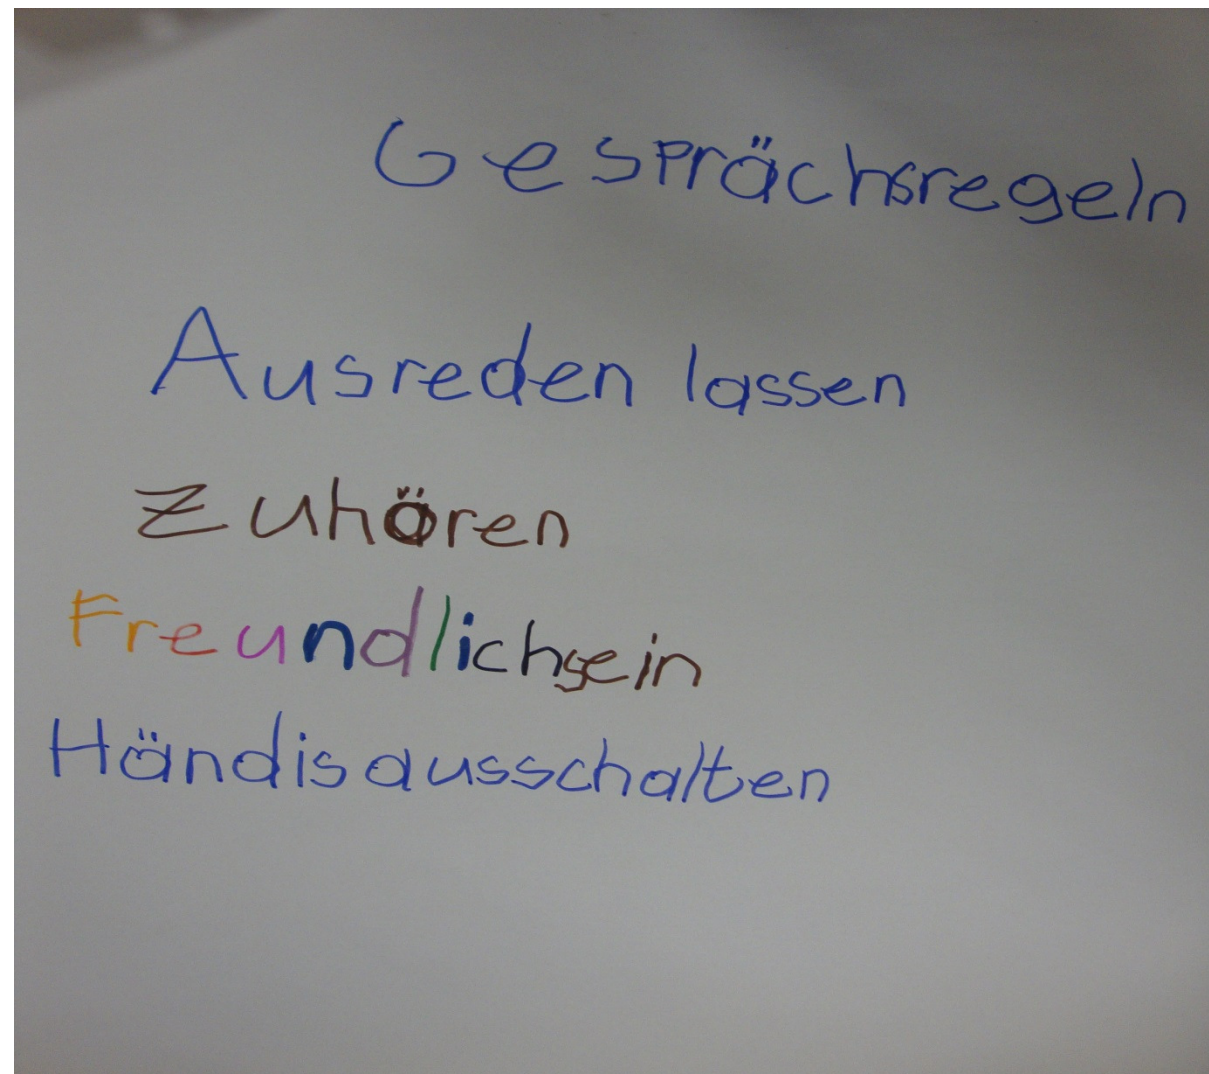 Gesprächsregeln
Ausreden lassen
Zuhören
Freundlichsein
Händisausschalten